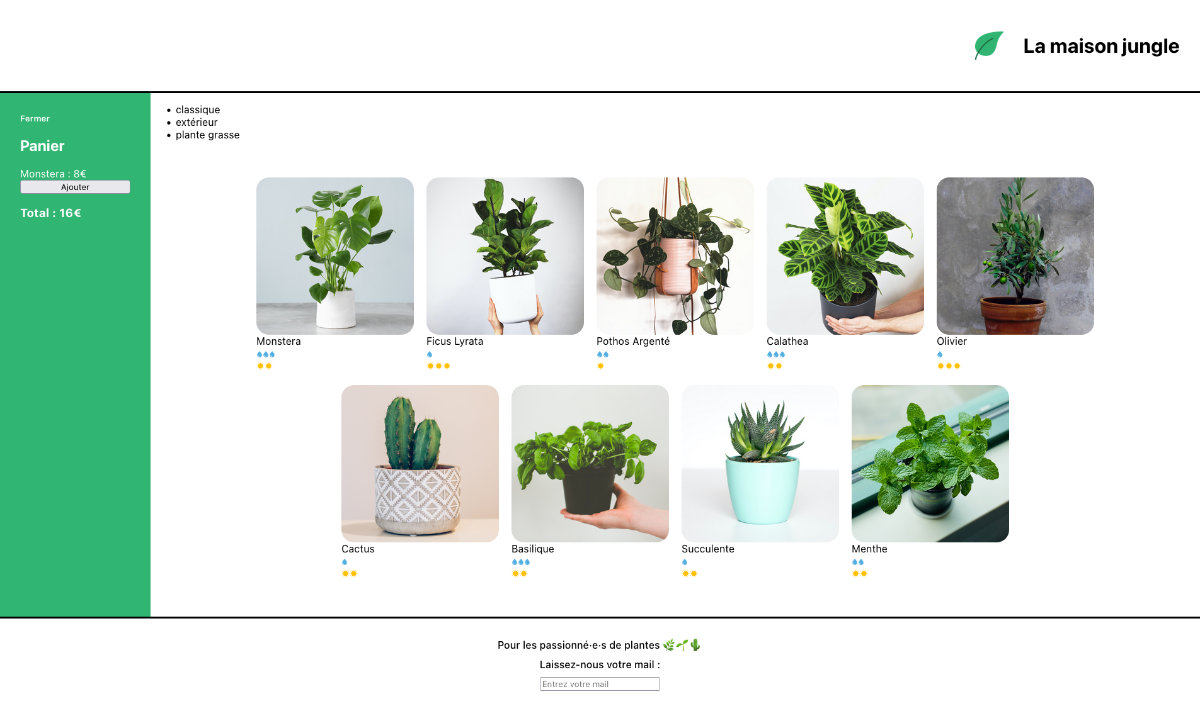 La maison jungle
Fermer
Panier
Monstera : 8€
Ajouter
Total : 16€
classique
extérieur
plante grasse
Monstera
Ficus Lyrata
Pothos Argenté
Calathea
Olivier
Cactus
Basilique
Succulente
Menthe
Pour les passionné·e·s de plantes 🌿🌱🌵
Laissez-nous votre mail :
Entrez votre mail